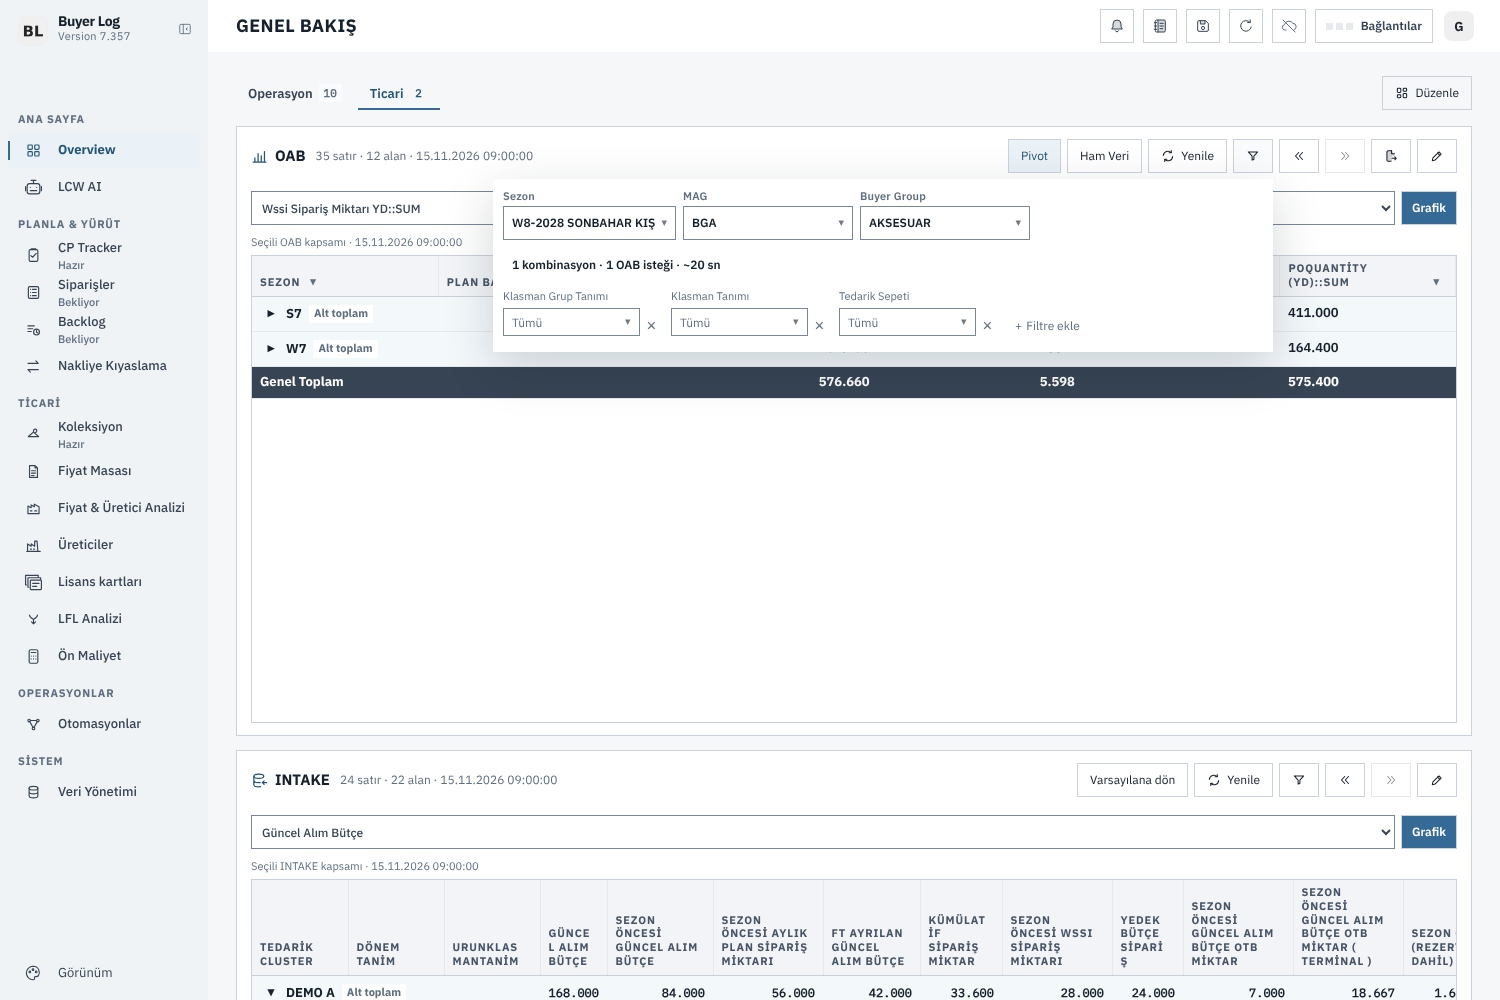 BL
Buyer Log
Version 7.357
GENEL BAKIŞ
Bağlantılar
G
ANA SAYFA
Overview
LCW AI
PLANLA & YÜRÜT
CP Tracker
Hazır
Siparişler
Bekliyor
Backlog
Bekliyor
Nakliye Kıyaslama
TİCARİ
Koleksiyon
Hazır
Fiyat Masası
Fiyat & Üretici Analizi
Üreticiler
Lisans kartları
LFL Analizi
Ön Maliyet
OPERASYONLAR
Otomasyonlar
SİSTEM
Veri Yönetimi
Görünüm
Operasyon 10
Ticari 2
Düzenle
OAB 35 satır · 12 alan · 15.11.2026 09:00:00
Pivot
Ham Veri
Yenile
Wssi Sipariş Miktarı YD::SUM
Grafik
Seçili OAB kapsamı · 15.11.2026 09:00:00
Sezon
MAG
Buyer Group
W8-2028 SONBAHAR KIŞ
BGA
AKSESUAR
1 kombinasyon · 1 OAB isteği · ~20 sn
Klasman Grup Tanımı
Klasman Tanımı
Tedarik Sepeti
Tümü
Tümü
Tümü
+ Filtre ekle
SEZON
PLAN BA
POQUANTİTY
(YD)::SUM
S7 Alt toplam
411.000
W7 Alt toplam
164.400
Genel Toplam 576.660 5.598 575.400
INTAKE 24 satır · 22 alan · 15.11.2026 09:00:00
Varsayılana dön
Yenile
Güncel Alım Bütçe
Grafik
Seçili INTAKE kapsamı · 15.11.2026 09:00:00
TEDARİK
CLUSTER
DÖNEM
TANİM
URUNKLAS
MANTANİM
GÜNCE
L ALIM
BÜTÇE
SEZON
ÖNCESİ
GÜNCEL ALIM
BÜTÇE
SEZON
ÖNCESİ AYLIK
PLAN SİPARİŞ
MİKTARI
FT AYRILAN
GÜNCEL
ALIM BÜTÇE
KÜMÜLAT
İF
SİPARİŞ
MİKTAR
SEZON
ÖNCESİ WSSI
SİPARİŞ
MİKTARI
YEDEK
BÜTÇE
SİPARİ
Ş
SEZON
ÖNCESİ
GÜNCEL ALIM
BÜTÇE OTB
MİKTAR
SEZON
ÖNCESİ
GÜNCEL ALIM
BÜTÇE OTB
MİKTAR (
TERMİNAL )
SEZON
(REZER
DAHİL)
DEMO A Alt toplam 168.000 84.000 56.000 42.000 33.600 28.000 24.000 7.000 18.667 1.6